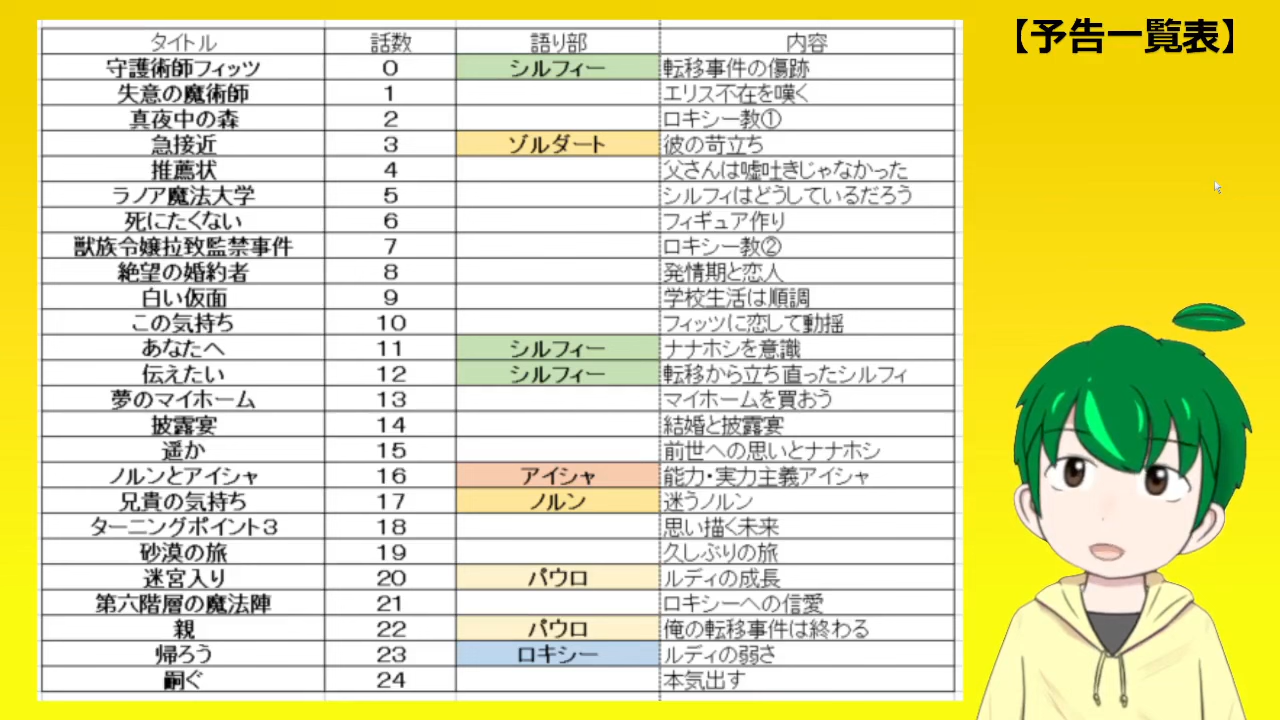 【予告一覧表】
タイトル 話数 語り部 内容
守護術師フィッツ 0 シルフィー 転移事件の傷跡
失意の魔術師 1 エリス不在を嘆く
真夜中の森 2 ロキシー教①
急接近 3 ゾルダート 彼の苛立ち
推薦状 4 父さんは嘘吐きじゃなかった
ラノア魔法大学 5 シルフィはどうしているだろう
死にたくない 6 フィギュア作り
獣族令嬢拉致監禁事件 7 ロキシー教②
絶望の婚約者 8 発情期と恋人
白い仮面 9 学校生活は順調
この気持ち 10 フィッツに恋して動揺
あなたへ 11 シルフィー ナナホシを意識
伝えたい 12 シルフィー 転移から立ち直ったシルフィ
夢のマイホーム 13 マイホームを買おう
披露宴 14 結婚と披露宴
遥か 15 前世への思いとナナホシ
ノルンとアイシャ 16 アイシャ 能力・実力主義アイシャ
兄貴の気持ち 17 ノルン 迷うノルン
ターニングポイント3 18 思い描く未来
砂漠の旅 19 久しぶりの旅
迷宮入り 20 パウロ ルディの成長
第六階層の魔法陣 21 ロキシーへの信愛
親 22 パウロ 俺の転移事件は終わる
帰ろう 23 ロキシー ルディの弱さ
嗣ぐ 24 本気出す